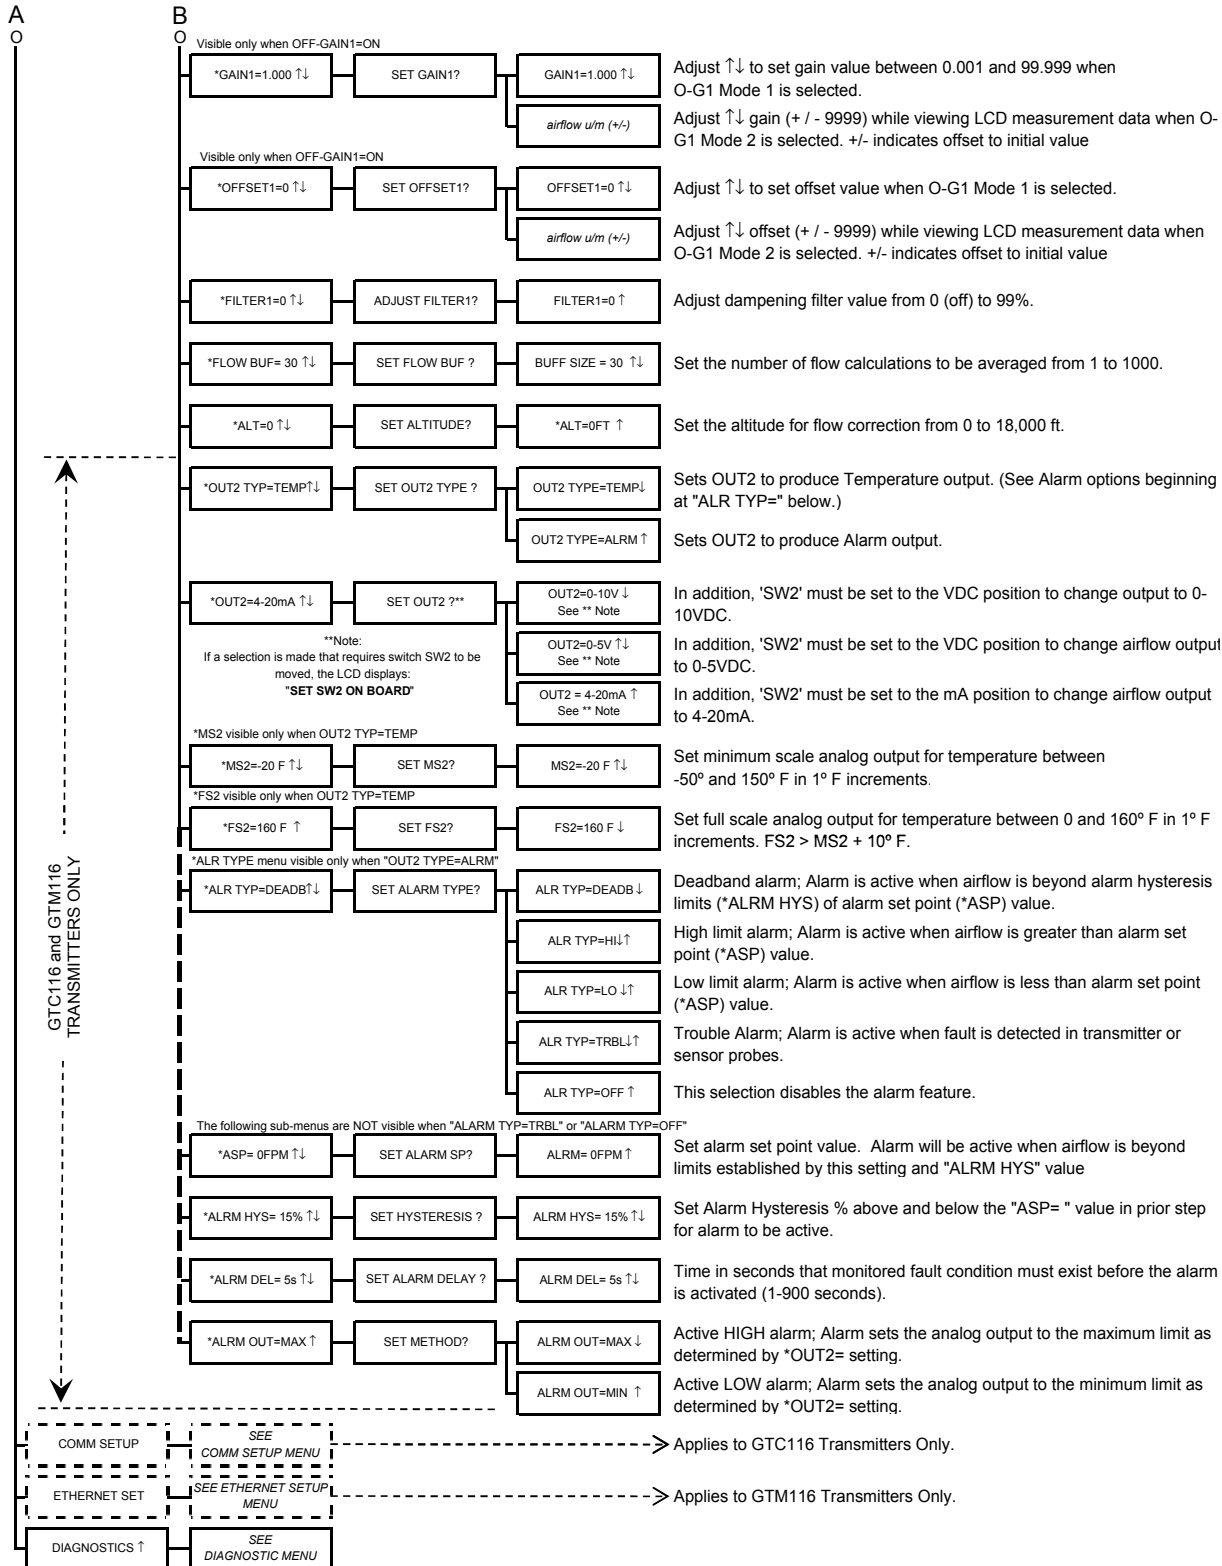 A
B
O
O
Visible only when OFF-GAIN1=ON
*GAIN1=1.000 ↑↓
SET GAIN1?
GAIN1=1.000 ↑↓
Adjust ↑↓ to set gain value between 0.001 and 99.999 when
O-G1 Mode 1 is selected.
airflow u/m (+/-)
Adjust ↑↓ gain (+ / - 9999) while viewing LCD measurement data when O-
G1 Mode 2 is selected. +/- indicates offset to initial value
Visible only when OFF-GAIN1=ON
*OFFSET1=0 ↑↓
SET OFFSET1?
OFFSET1=0 ↑↓
Adjust ↑↓ to set offset value when O-G1 Mode 1 is selected.
airflow u/m (+/-)
Adjust ↑↓ offset (+ / - 9999) while viewing LCD measurement data when
O-G1 Mode 2 is selected. +/- indicates offset to initial value
*FILTER1=0 ↑↓
ADJUST FILTER1?
FILTER1=0 ↑
Adjust dampening filter value from 0 (off) to 99%.
*FLOW BUF= 30 ↑↓
SET FLOW BUF ?
BUFF SIZE = 30 ↑↓
Set the number of flow calculations to be averaged from 1 to 1000.
*ALT=0 ↑↓
SET ALTITUDE?
*ALT=0FT ↑
Set the altitude for flow correction from 0 to 18,000 ft.
GTC116 and GTM116
TRANSMITTERS ONLY
*OUT2 TYP=TEMP↑↓
SET OUT2 TYPE ?
OUT2 TYPE=TEMP↓
Sets OUT2 to produce Temperature output. (See Alarm options beginning
at "ALR TYP=" below.)
OUT2 TYPE=ALRM ↑
Sets OUT2 to produce Alarm output.
*OUT2=4-20mA ↑↓
SET OUT2 ?**
OUT2=0-10V ↓
See ** Note
In addition, 'SW2' must be set to the VDC position to change output to 0-
10VDC.
**Note:
If a selection is made that requires switch SW2 to be
moved, the LCD displays:
"SET SW2 ON BOARD"
OUT2=0-5V ↑↓
See ** Note
In addition, 'SW2' must be set to the VDC position to change airflow output
to 0-5VDC.
OUT2 = 4-20mA ↑
See ** Note
In addition, 'SW2' must be set to the mA position to change airflow output
to 4-20mA.
*MS2 visible only when OUT2 TYP=TEMP
*MS2=-20 F ↑↓
SET MS2?
MS2=-20 F ↑↓
Set minimum scale analog output for temperature between
-50º and 150º F in 1º F increments.
*FS2 visible only when OUT2 TYP=TEMP
*FS2=160 F ↑
SET FS2?
FS2=160 F ↓
Set full scale analog output for temperature between 0 and 160º F in 1º F
increments. FS2 > MS2 + 10º F.
*ALR TYPE menu visible only when "OUT2 TYPE=ALRM"
*ALR TYP=DEADB↑↓
SET ALARM TYPE?
ALR TYP=DEADB ↓
Deadband alarm; Alarm is active when airflow is beyond alarm hysteresis
limits (*ALRM HYS) of alarm set point (*ASP) value.
ALR TYP=HI↓↑
High limit alarm; Alarm is active when airflow is greater than alarm set
point (*ASP) value.
ALR TYP=LO ↓↑
Low limit alarm; Alarm is active when airflow is less than alarm set point
(*ASP) value.
ALR TYP=TRBL↓↑
Trouble Alarm; Alarm is active when fault is detected in transmitter or
sensor probes.
ALR TYP=OFF ↑
This selection disables the alarm feature.
The following sub-menus are NOT visible when "ALARM TYP=TRBL" or "ALARM TYP=OFF"
*ASP= 0FPM ↑↓
SET ALARM SP?
ALRM= 0FPM ↑
Set alarm set point value.  Alarm will be active when airflow is beyond
limits established by this setting and "ALRM HYS" value
*ALRM HYS= 15% ↑↓
SET HYSTERESIS ?
ALRM HYS= 15% ↑↓
Set Alarm Hysteresis % above and below the "ASP= " value in prior step
for alarm to be active.
*ALRM DEL= 5s ↑↓
SET ALARM DELAY ?
ALRM DEL= 5s ↑↓
Time in seconds that monitored fault condition must exist before the alarm
is activated (1-900 seconds).
*ALRM OUT=MAX ↑
SET METHOD?
ALRM OUT=MAX ↓
Active HIGH alarm; Alarm sets the analog output to the maximum limit as
determined by *OUT2= setting.
ALRM OUT=MIN ↑
Active LOW alarm; Alarm sets the analog output to the minimum limit as
determined by *OUT2= setting.
COMM SETUP
SEE
COMM SETUP MENU
Applies to GTC116 Transmitters Only.
ETHERNET SET
SEE ETHERNET SETUP
MENU
Applies to GTM116 Transmitters Only.
DIAGNOSTICS ↑
SEE
DIAGNOSTIC MENU